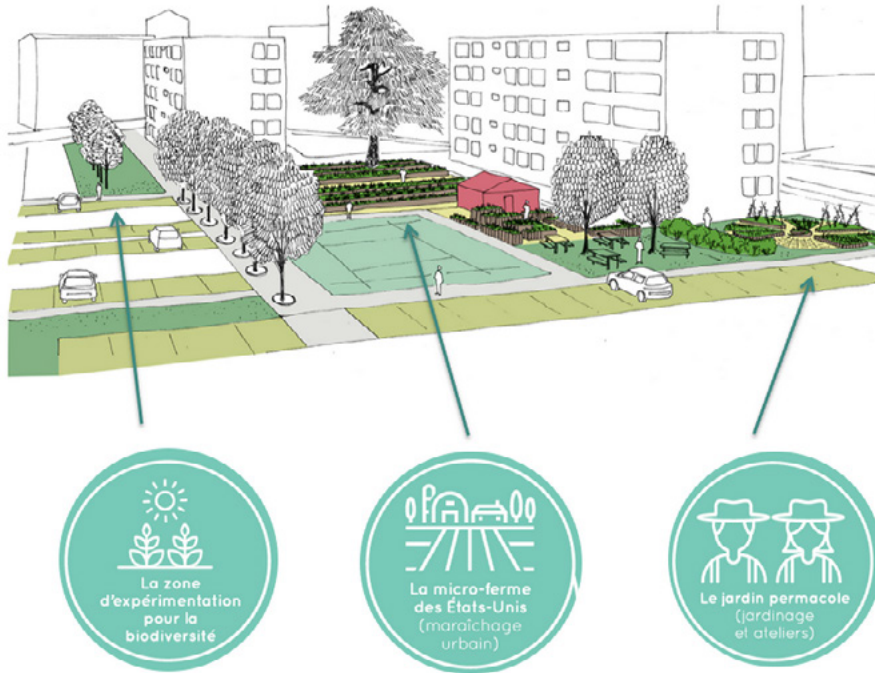 La zone
d'expérimentation
pour la
biodiversité
La micro-ferme
des États-Unis
(maraîchage
urbain)
Le jardin permacole
(jardinage
et ateliers)